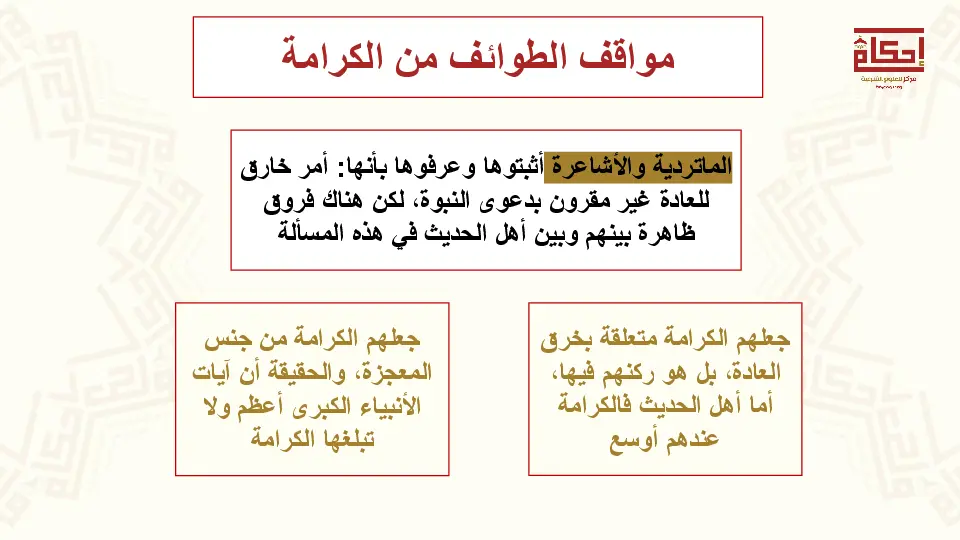 مواقف الطوائف من الكرامة
إحكام
مركز للعلوم الشرعية
الماتردية والأشاعرة أثبتوها وعرفوها بأنها: أمر خارق
للعادة غير مقرون بدعوى النبوة، لكن هناك فروق
ظاهرة بينهم وبين أهل الحديث في هذه المسألة
جعلهم الكرامة متعلقة بخرق
العادة، بل هو ركنهم فيها،
أما أهل الحديث فالكرامة
عندهم أوسع
جعلهم الكرامة من جنس
المعجزة، والحقيقة أن آيات
الأنبياء الكبرى أعظم ولا
تبلغها الكرامة